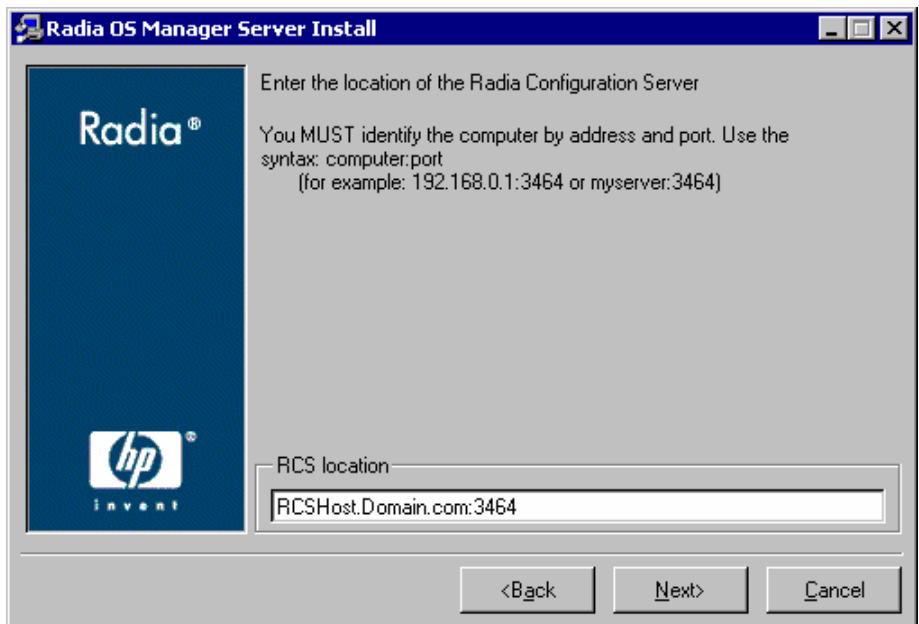 Radia OS Manager Server Install
Radia®
Enter the location of the Radia Configuration Server
You MUST identify the computer by address and port. Use the
syntax: computer:port
(for example: 192.168.0.1:3464 or myserver:3464)
hp®
invent
RCS location
RCSHost.Domain.com:3464
<Back
Next>
Cancel